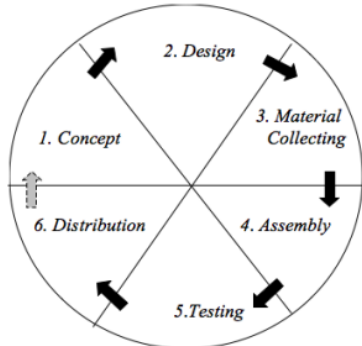 2. Design
1. Concept
3. Material
Collecting
6. Distribution
4. Assembly
5.Testing